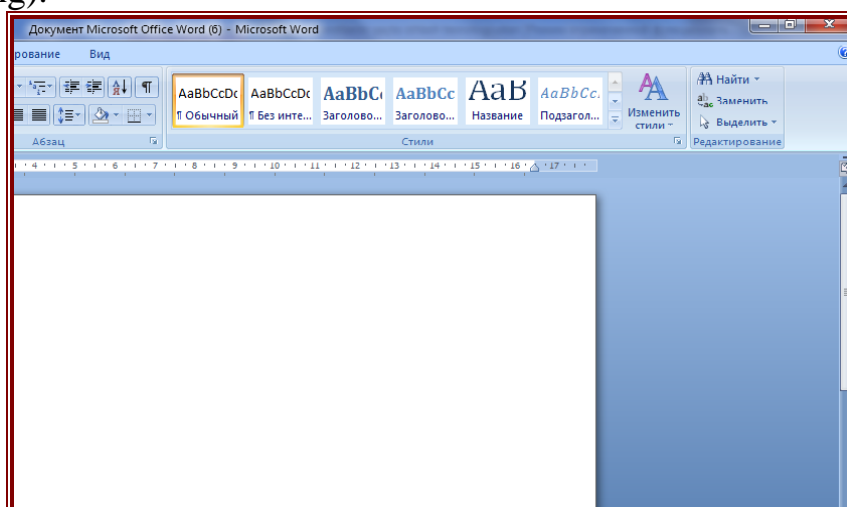 ng).
Документ Microsoft Office Word (6) - Microsoft Word
рование Вид
AaBbCcDc AaBbCcDc AaBbC AaBbCc АаВ AaBbCc.
¶ Обычный ¶ Без инте... Заголово... Заголово... Название Подзагол...
Изменить стили
Найти
Заменить
Выделить
Абзац Стили Редактирование
4 5 6 7 8 9 10 11 12 13 14 15 16 17